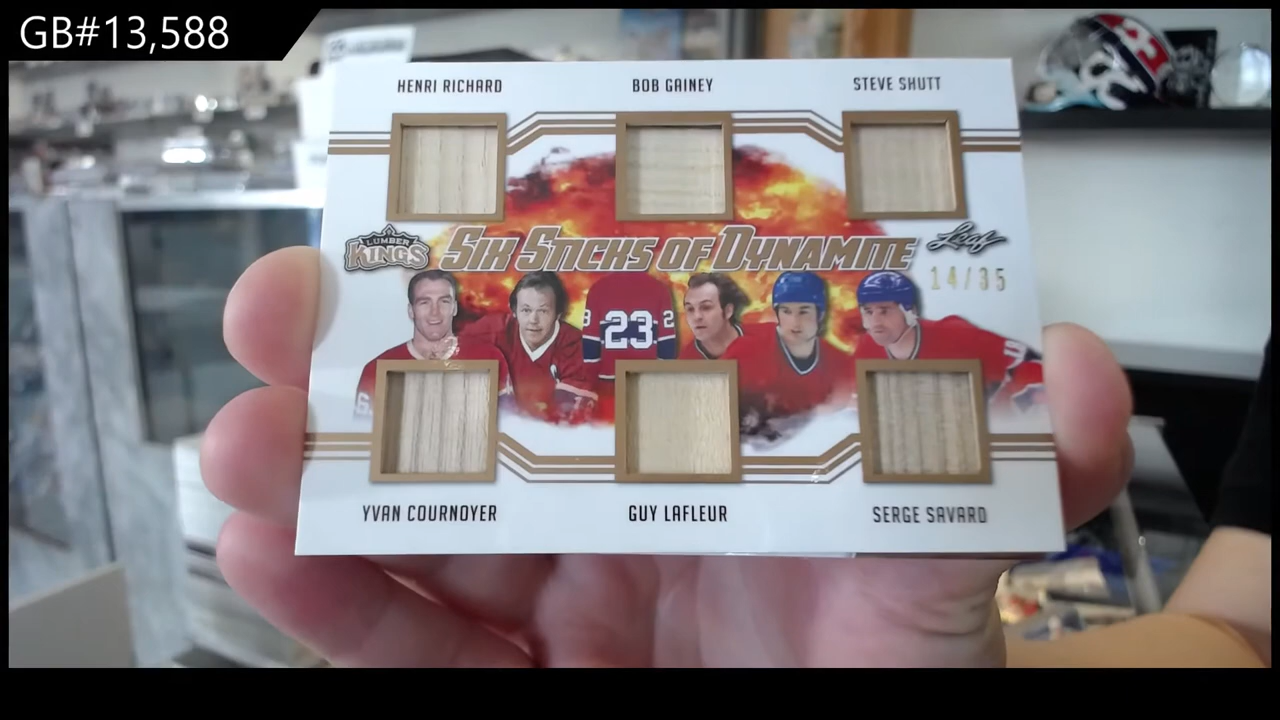 GB#13,588
HENRI RICHARD
BOB GAINEY
STEVE SHUTT
LUMBER
KINGS
SIX STICKS OF DYNAMITE
Leaf
14/35
23
YVAN COURNOYER
GUY LAFLEUR
SERGE SAVARD